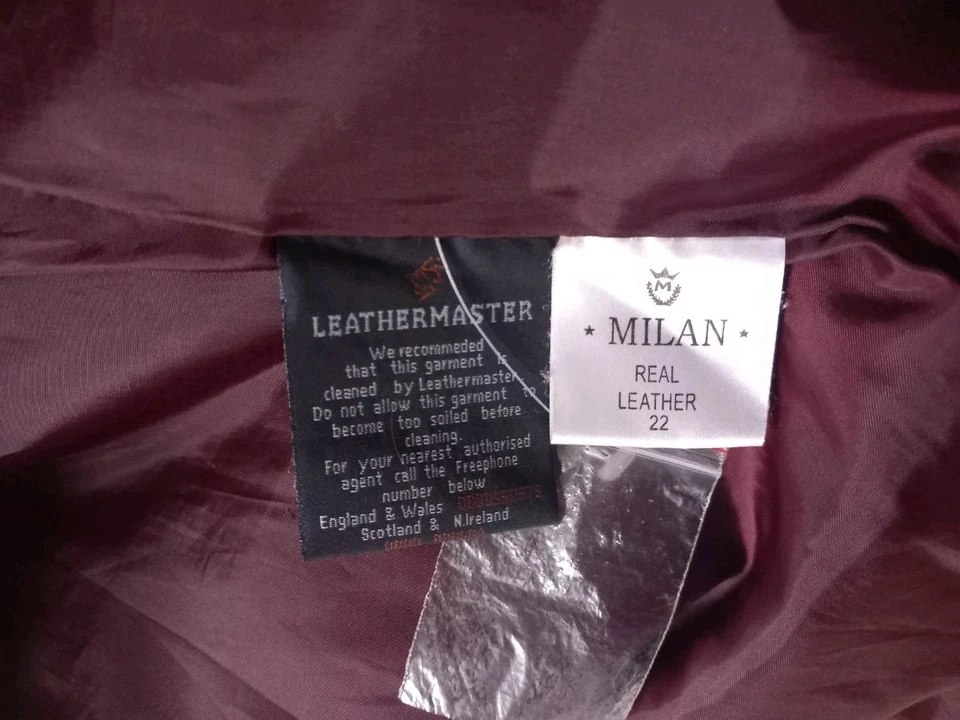 LEATHERMASTER
We recommeded
that this garment is
cleaned by Leathermaster
Do not allow this garment to
become too soiled before
cleaning.
For your nearest authorised
agent call the Freephone
number below
England & Wales
Scotland & N.Ireland
M
MILAN
REAL
LEATHER
22